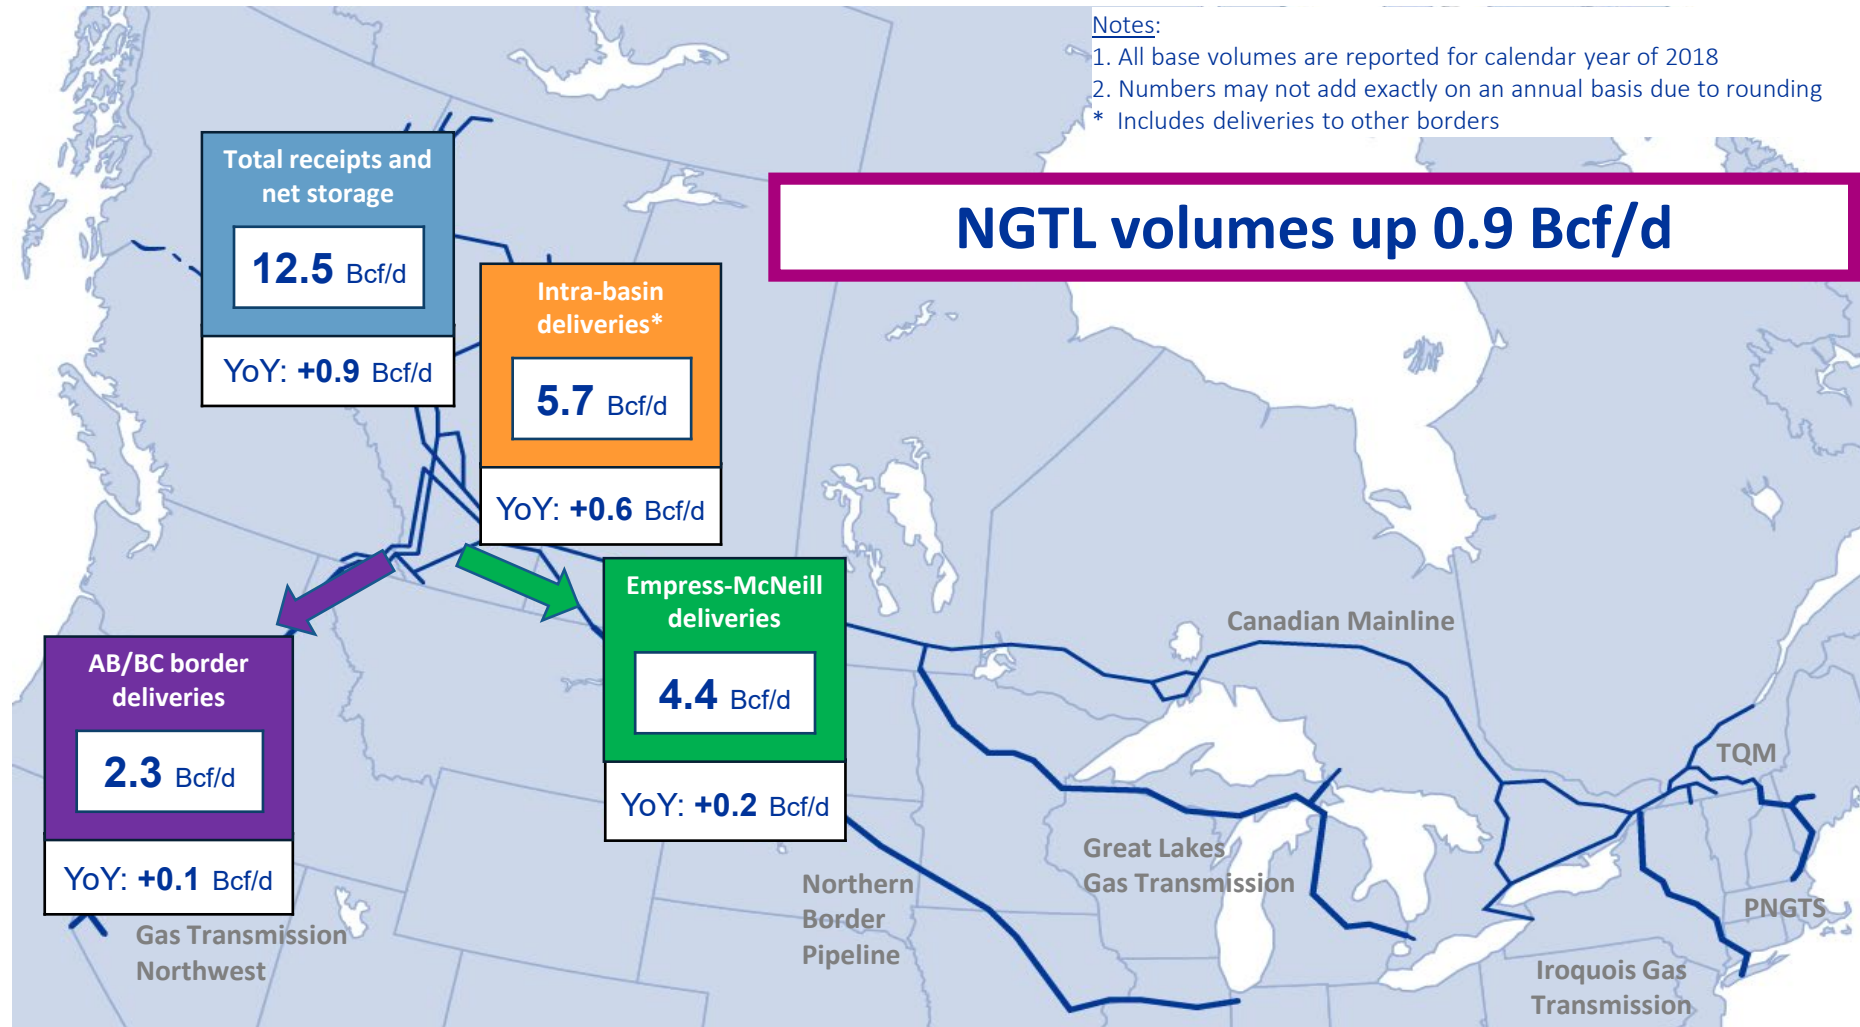 Notes:
1. All base volumes are reported for calendar year of 2018
2. Numbers may not add exactly on an annual basis due to rounding
* Includes deliveries to other borders
NGTL volumes up 0.9 Bcf/d
Total receipts and
net storage
12.5 Bcf/d
YoY: +0.9 Bcf/d
Intra-basin
deliveries*
5.7 Bcf/d
YoY: +0.6 Bcf/d
Empress-McNeill
deliveries
4.4 Bcf/d
YoY: +0.2 Bcf/d
AB/BC border
deliveries
2.3 Bcf/d
YoY: +0.1 Bcf/d
Canadian Mainline
TQM
Great Lakes
Gas Transmission
Northern
Border
Pipeline
PNGTS
Gas Transmission
Northwest
Iroquois Gas
Transmission